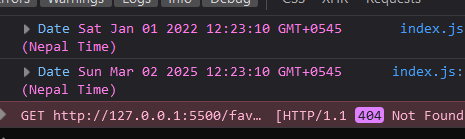 Errors Warnings Logs Info Debug CSS XHR Requests
Date Sat Jan 01 2022 12:23:10 GMT+0545 index.js:
(Nepal Time)
Date Sun Mar 02 2025 12:23:10 GMT+0545 index.js:
(Nepal Time)
GET http://127.0.0.1:5500/fav… [HTTP/1.1 404 Not Found